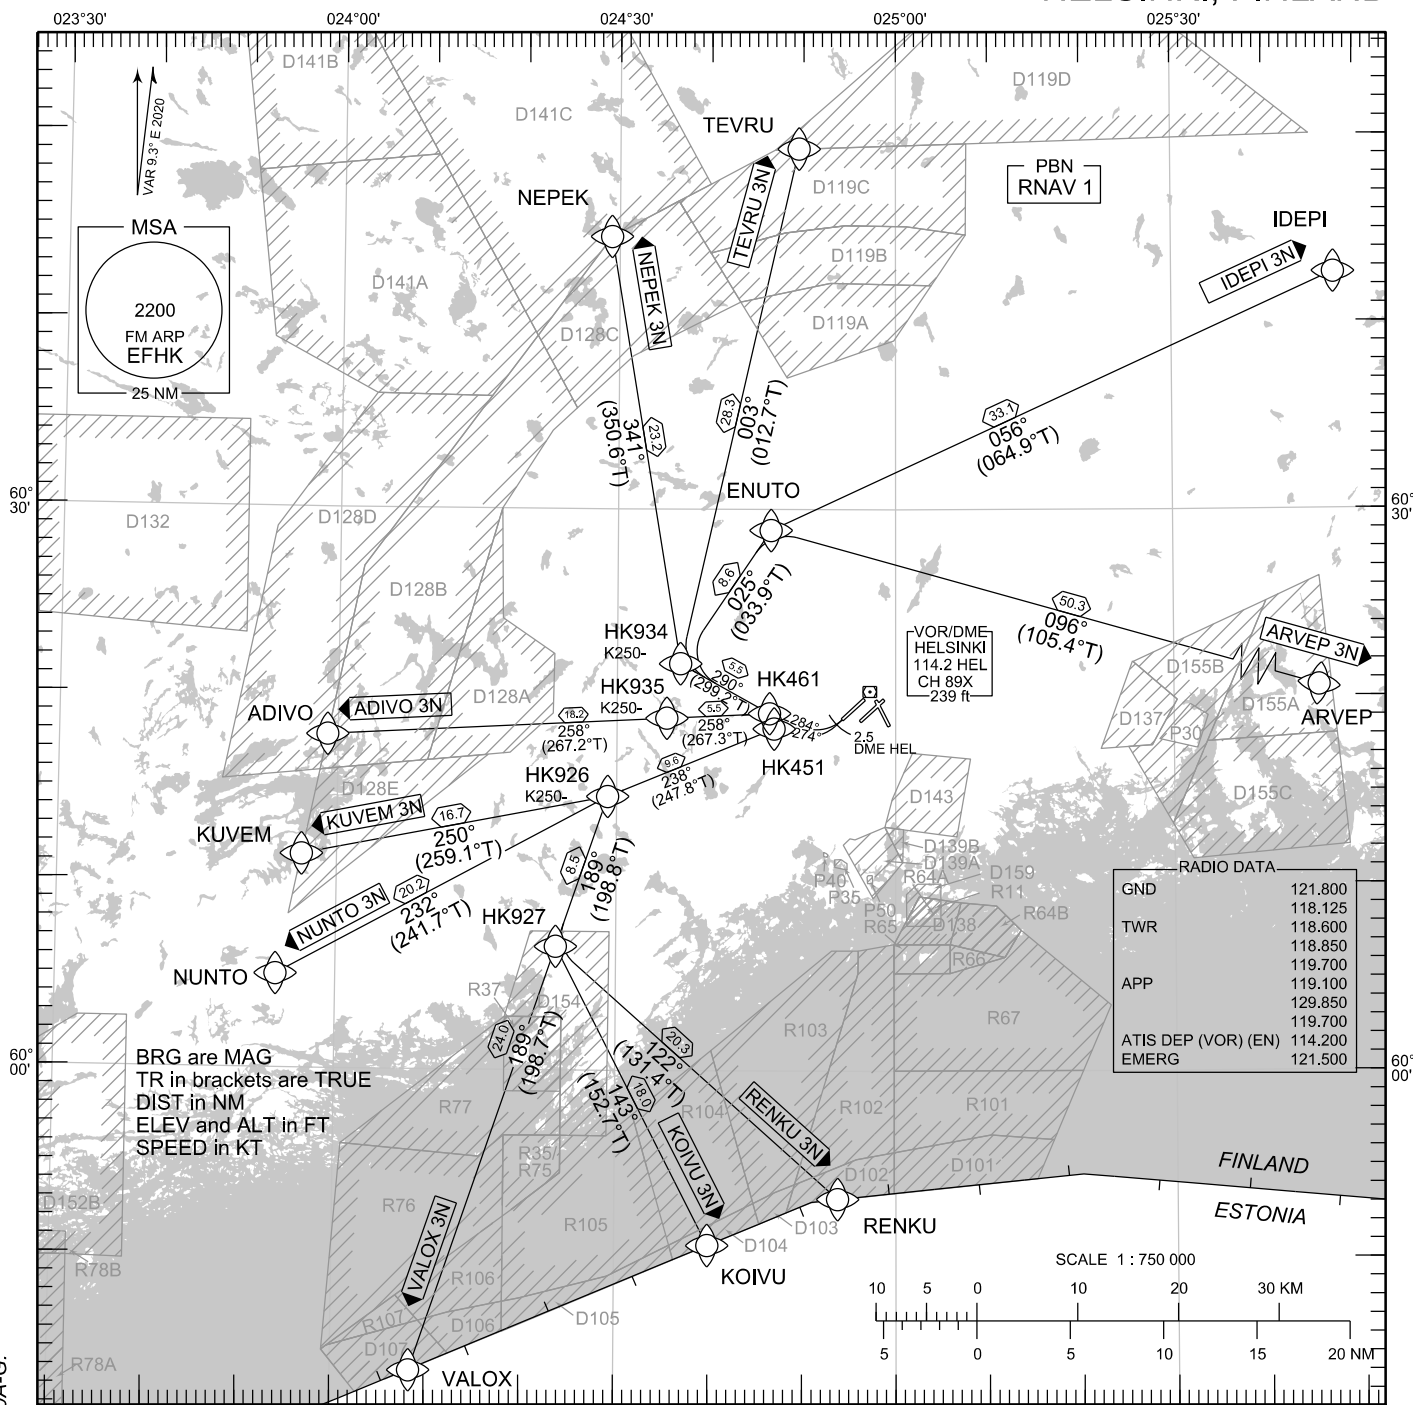 023°30'
024°00'
024°30'
025°00'
025°30'
D141B
D119D
D141C
TEVRU
VAR 9.3° E 2020
PBN
RNAV 1
D119C
TEVRU 3N
NEPEK
IDEPI
MSA
D119B
IDEPI 3N
NEPEK 3N
D141A
2200
FM ARP
EFHK
25 NM
D119A
D128C
28.3
003°
(012.7°T)
23.2
341°
(350.6°T)
33.1
056°
(064.9°T)
ENUTO
60°
30'
60°
30'
D132
D128D
D128B
8.6
025°
(033.9°T)
50.3
096°
(105.4°T)
HK934
K250-
VOR/DME
HELSINKI
114.2 HEL
CH 89X
239 ft
ARVEP 3N
D155B
5.5
290°
(299.2°T)
HK461
HK935
K250-
D128A
ADIVO
ADIVO 3N
18.2
258°
(267.2°T)
5.5
258°
(267.3°T)
284°
274°
2.5
DME HEL
D137
P30
D155A
ARVEP
HK451
9.6
238°
(247.8°T)
HK926
K250-
D128E
D143
D155C
KUVEM
KUVEM 3N
16.7
250°
(259.1°T)
D139B
D139A
R64A
D159
R11
P40
P35
P50
R65
R64B
D138
R66
8.5
189°
(198.8°T)
20.2
232°
(241.7°T)
NUNTO 3N
NUNTO
HK927
RADIO DATA
GND 121.800
118.125
TWR 118.600
118.850
119.700
APP 119.100
129.850
119.700
ATIS DEP (VOR) (EN) 114.200
EMERG 121.500
R37
D154
24.0
189°
(198.7°T)
20.3
122°
(131.4°T)
18.0
143°
(152.7°T)
R103
R67
60°
00'
60°
00'
BRG are MAG
TR in brackets are TRUE
DIST in NM
ELEV and ALT in FT
SPEED in KT
R77
R104
R102
R101
RENKU 3N
KOIVU 3N
R35/
R75
D102
D101
FINLAND
ESTONIA
D152B
R76
R105
D103
RENKU
D104
KOIVU
VALOX 3N
R78B
R106
R107
D106
D105
D107
R78A
VALOX
SCALE 1 : 750 000
10 5 0 10 20 30 KM
5 0 5 10 15 20 NM